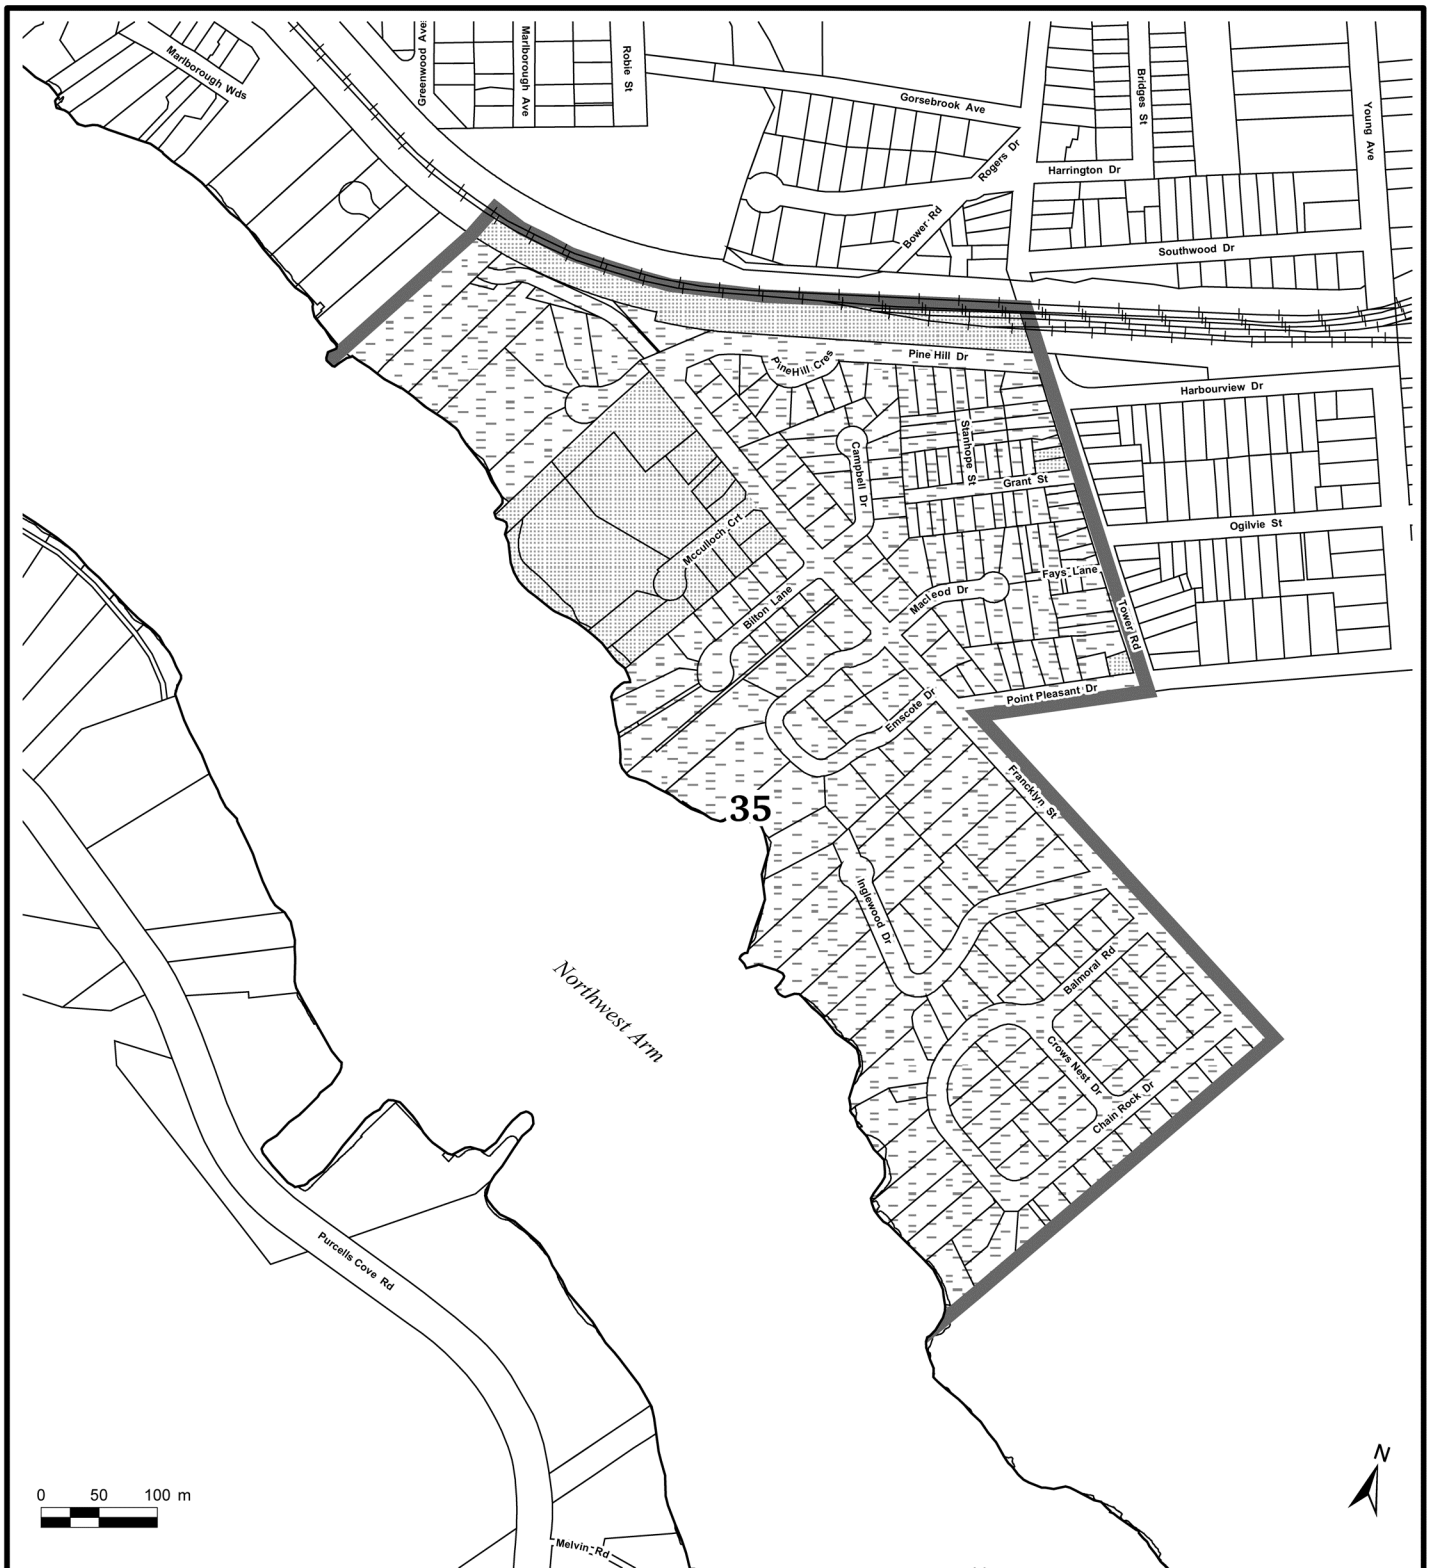 Marlborough Wds
Greenwood Ave
Marlborough Ave
Robie St
Gorsebrook Ave
Bridges St
Young Ave
Rogers Dr
Harrington Dr
Bower Rd
Southwood Dr
Pine Hill Dr
PineHill Cres
Harbourview Dr
Campbell Dr
Stanhope St
Grant St
Ogilvie St
Mcculloch Crt
Fays Lane
MacLeod Dr
Bilton Lane
Tower Rd
Point Pleasant Dr
Emscote Dr
Francklyn St
35
Inglewood Dr
Northwest Arm
Balmoral Rd
Crows Nest Dr
Chain Rock Dr
Purcells Cove Rd
N
0 50 100 m
Melvin Rd